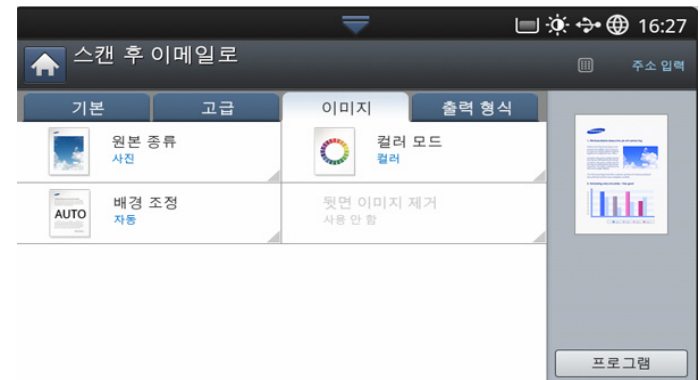 16:27
스캔 후 이메일로
주소 입력
기본
고급
이미지
출력 형식
원본 종류
사진
컬러 모드
컬러
배경 조정
AUTO
자동
뒷면 이미지 제거
사용 안 함
프로그램